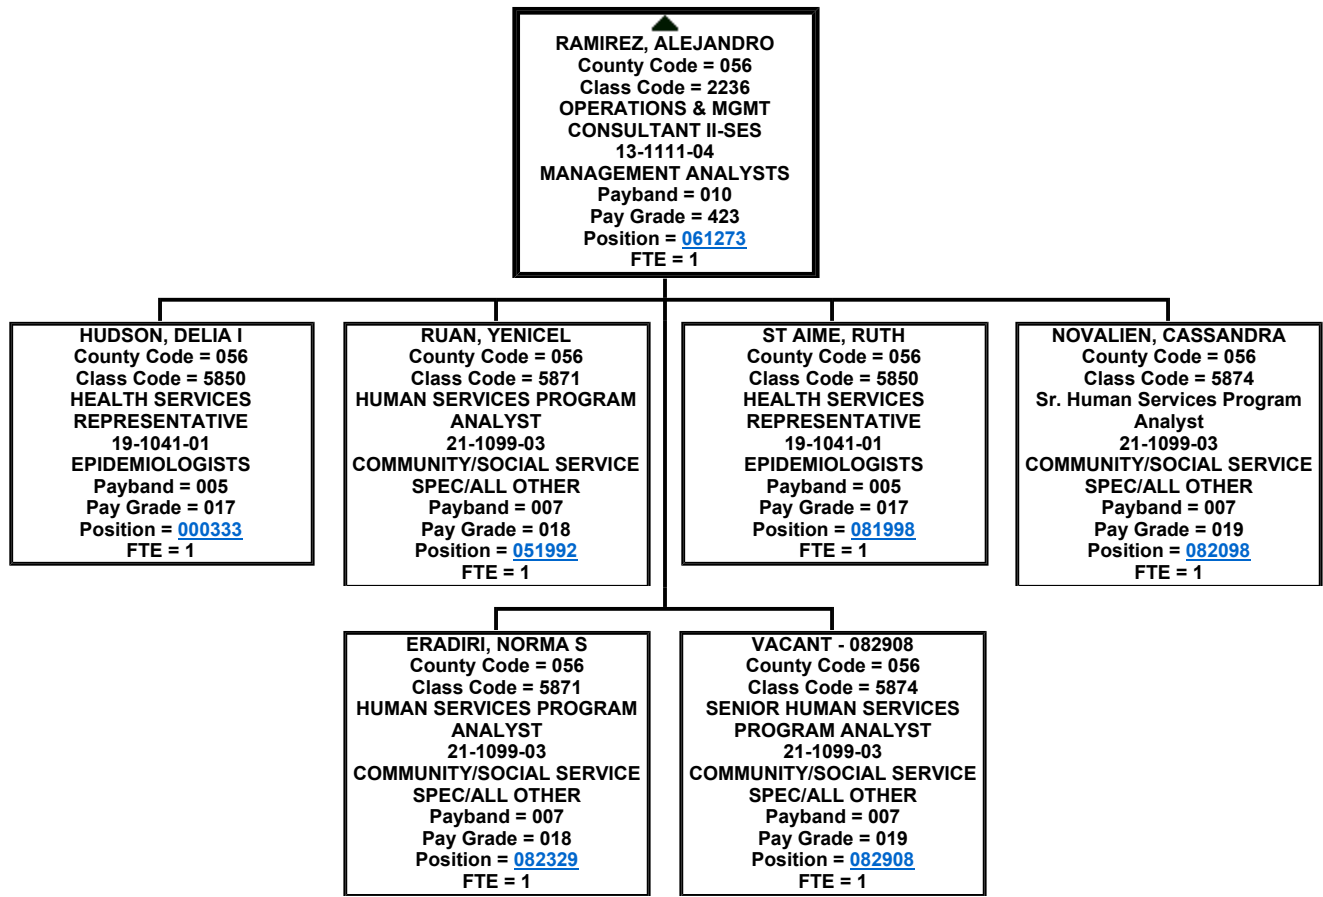 RAMIREZ, ALEJANDRO
County Code = 056
Class Code = 2236
OPERATIONS & MGMT
CONSULTANT II-SES
13-1111-04
MANAGEMENT ANALYSTS
Payband = 010
Pay Grade = 423
Position = 061273
FTE = 1
HUDSON, DELIA I
County Code = 056
Class Code = 5850
HEALTH SERVICES
REPRESENTATIVE
19-1041-01
EPIDEMIOLOGISTS
Payband = 005
Pay Grade = 017
Position = 000333
FTE = 1
RUAN, YENICEL
County Code = 056
Class Code = 5871
HUMAN SERVICES PROGRAM
ANALYST
21-1099-03
COMMUNITY/SOCIAL SERVICE
SPEC/ALL OTHER
Payband = 007
Pay Grade = 018
Position = 051992
FTE = 1
ST AIME, RUTH
County Code = 056
Class Code = 5850
HEALTH SERVICES
REPRESENTATIVE
19-1041-01
EPIDEMIOLOGISTS
Payband = 005
Pay Grade = 017
Position = 081998
FTE = 1
NOVALIEN, CASSANDRA
County Code = 056
Class Code = 5874
Sr. Human Services Program
Analyst
21-1099-03
COMMUNITY/SOCIAL SERVICE
SPEC/ALL OTHER
Payband = 007
Pay Grade = 019
Position = 082098
FTE = 1
ERADIRI, NORMA S
County Code = 056
Class Code = 5871
HUMAN SERVICES PROGRAM
ANALYST
21-1099-03
COMMUNITY/SOCIAL SERVICE
SPEC/ALL OTHER
Payband = 007
Pay Grade = 018
Position = 082329
FTE = 1
VACANT - 082908
County Code = 056
Class Code = 5874
SENIOR HUMAN SERVICES
PROGRAM ANALYST
21-1099-03
COMMUNITY/SOCIAL SERVICE
SPEC/ALL OTHER
Payband = 007
Pay Grade = 019
Position = 082908
FTE = 1